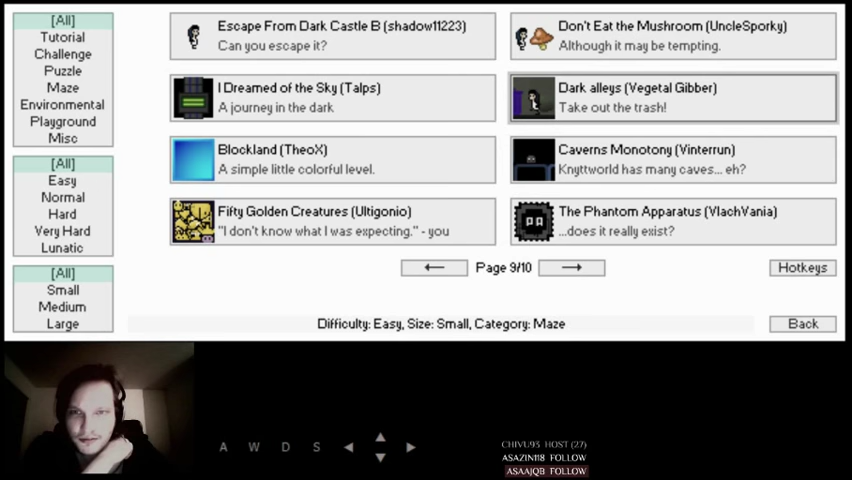 [All]
Tutorial
Challenge
Puzzle
Maze
Environmental
Playground
Misc
[All]
Easy
Normal
Hard
Very Hard
Lunatic
[All]
Small
Medium
Large
Escape From Dark Castle B (shadow11223)
Can you escape it?
Don't Eat the Mushroom (UncleSporky)
Although it may be tempting.
I Dreamed of the Sky (Talps)
A journey in the dark
Dark alleys (Vegetal Gibber)
Take out the trash!
Blockland (TheoX)
A simple little colorful level.
Caverns Monotony (Vinterrun)
Knyttworld has many caves... eh?
Fifty Golden Creatures (Ultigonio)
"I don't know what I was expecting." - you
The Phantom Apparatus (VlachVania)
...does it really exist?
Page 9/10
Hotkeys
Difficulty: Easy, Size: Small, Category: Maze
Back
A W D S
CHIVU93 HOST (27)
ASAZIN118 FOLLOW
ASAAJQB FOLLOW